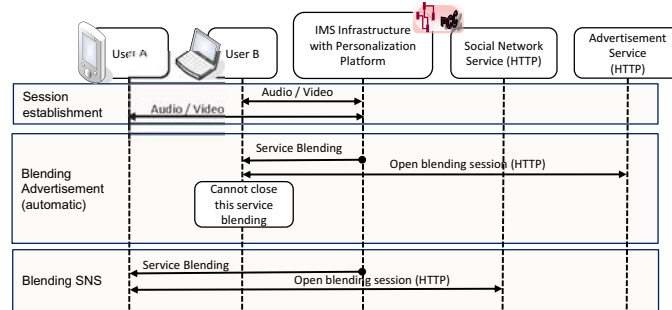 User A
User B
IMS Infrastructure
with Personalization
Platform
PCC
Social Network
Service (HTTP)
Advertisement
Service
(HTTP)
Session
establishment
Audio / Video
Audio / Video
Blending
Advertisement
(automatic)
Service Blending
Open blending session (HTTP)
Cannot close
this service
blending
Blending SNS
Service Blending
Open blending session (HTTP)